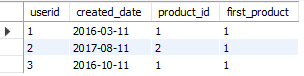 userid created_date product_id first_product
1 2016-03-11 1 1
2 2017-08-11 2 1
3 2016-10-11 1 1